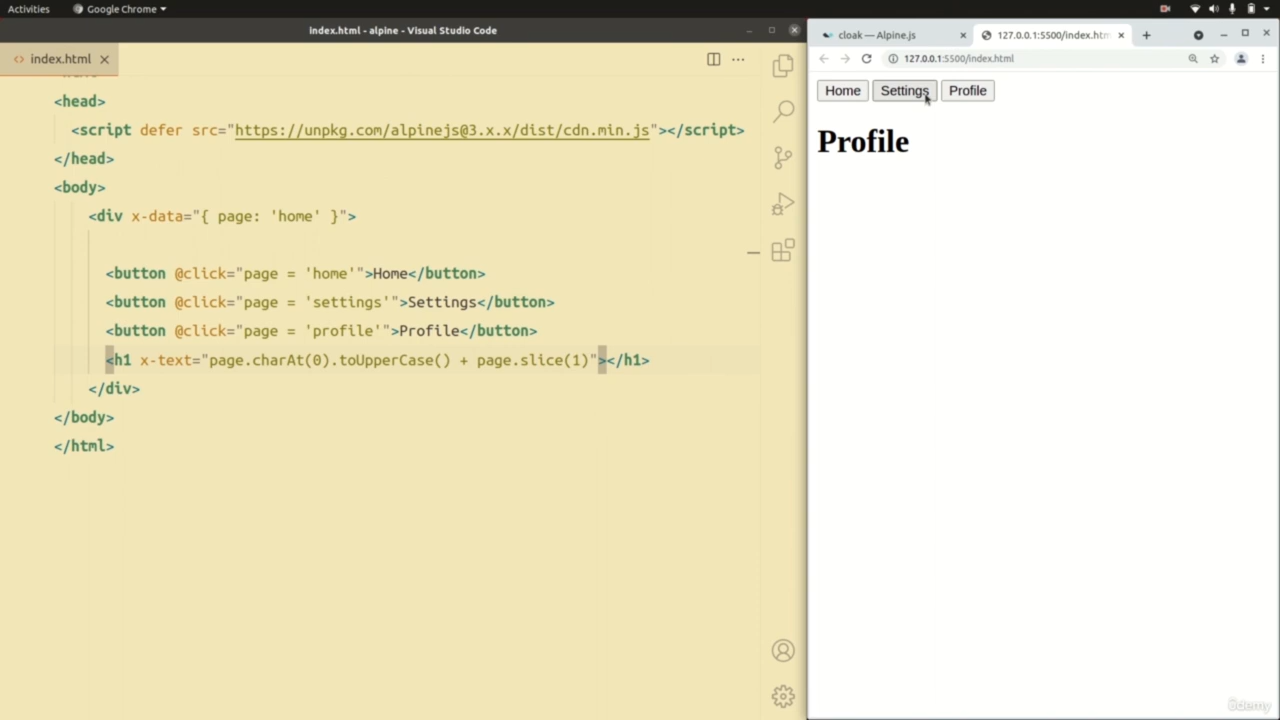 Activities
Google Chrome
index.html - alpine - Visual Studio Code
index.html
<head>
<script defer src="https://unpkg.com/alpinejs@3.x.x/dist/cdn.min.js"></script>
</head>
<body>
<div x-data="{ page: 'home' }">
<button @click="page = 'home'">Home</button>
<button @click="page = 'settings'">Settings</button>
<button @click="page = 'profile'">Profile</button>
<h1 x-text="page.charAt(0).toUpperCase() + page.slice(1)"></h1>
</div>
</body>
</html>
cloak — Alpine.js
127.0.0.1:5500/index.htm
127.0.0.1:5500/index.html
Home Settings Profile
Profile
ûdemy